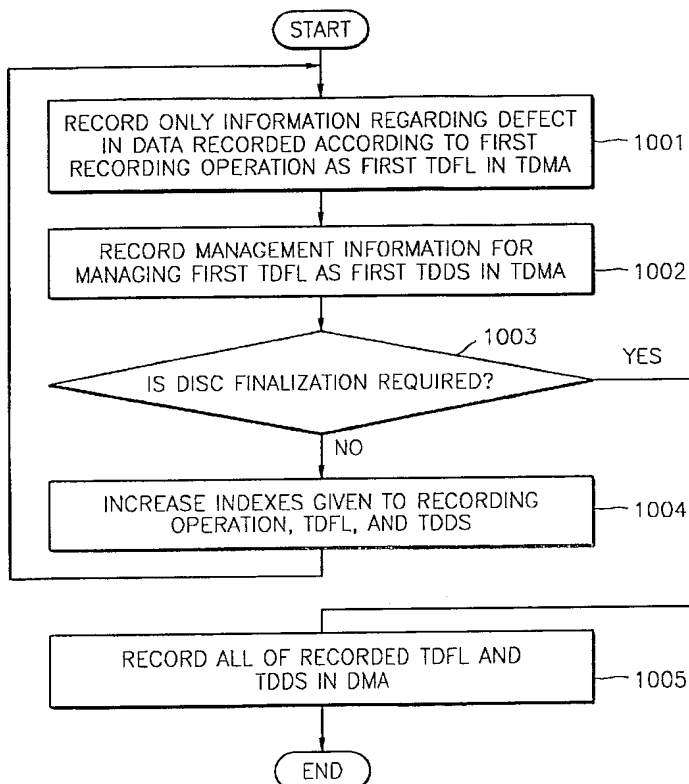 START
RECORD ONLY INFORMATION REGARDING DEFECT
IN DATA RECORDED ACCORDING TO FIRST
RECORDING OPERATION AS FIRST TDFL IN TDMA
1001
RECORD MANAGEMENT INFORMATION FOR
MANAGING FIRST TDFL AS FIRST TDDS IN TDMA
1002
1003
YES
IS DISC FINALIZATION REQUIRED?
NO
INCREASE INDEXES GIVEN TO RECORDING
OPERATION, TDFL, AND TDDS
1004
RECORD ALL OF RECORDED TDFL AND
TDDS IN DMA
1005
END